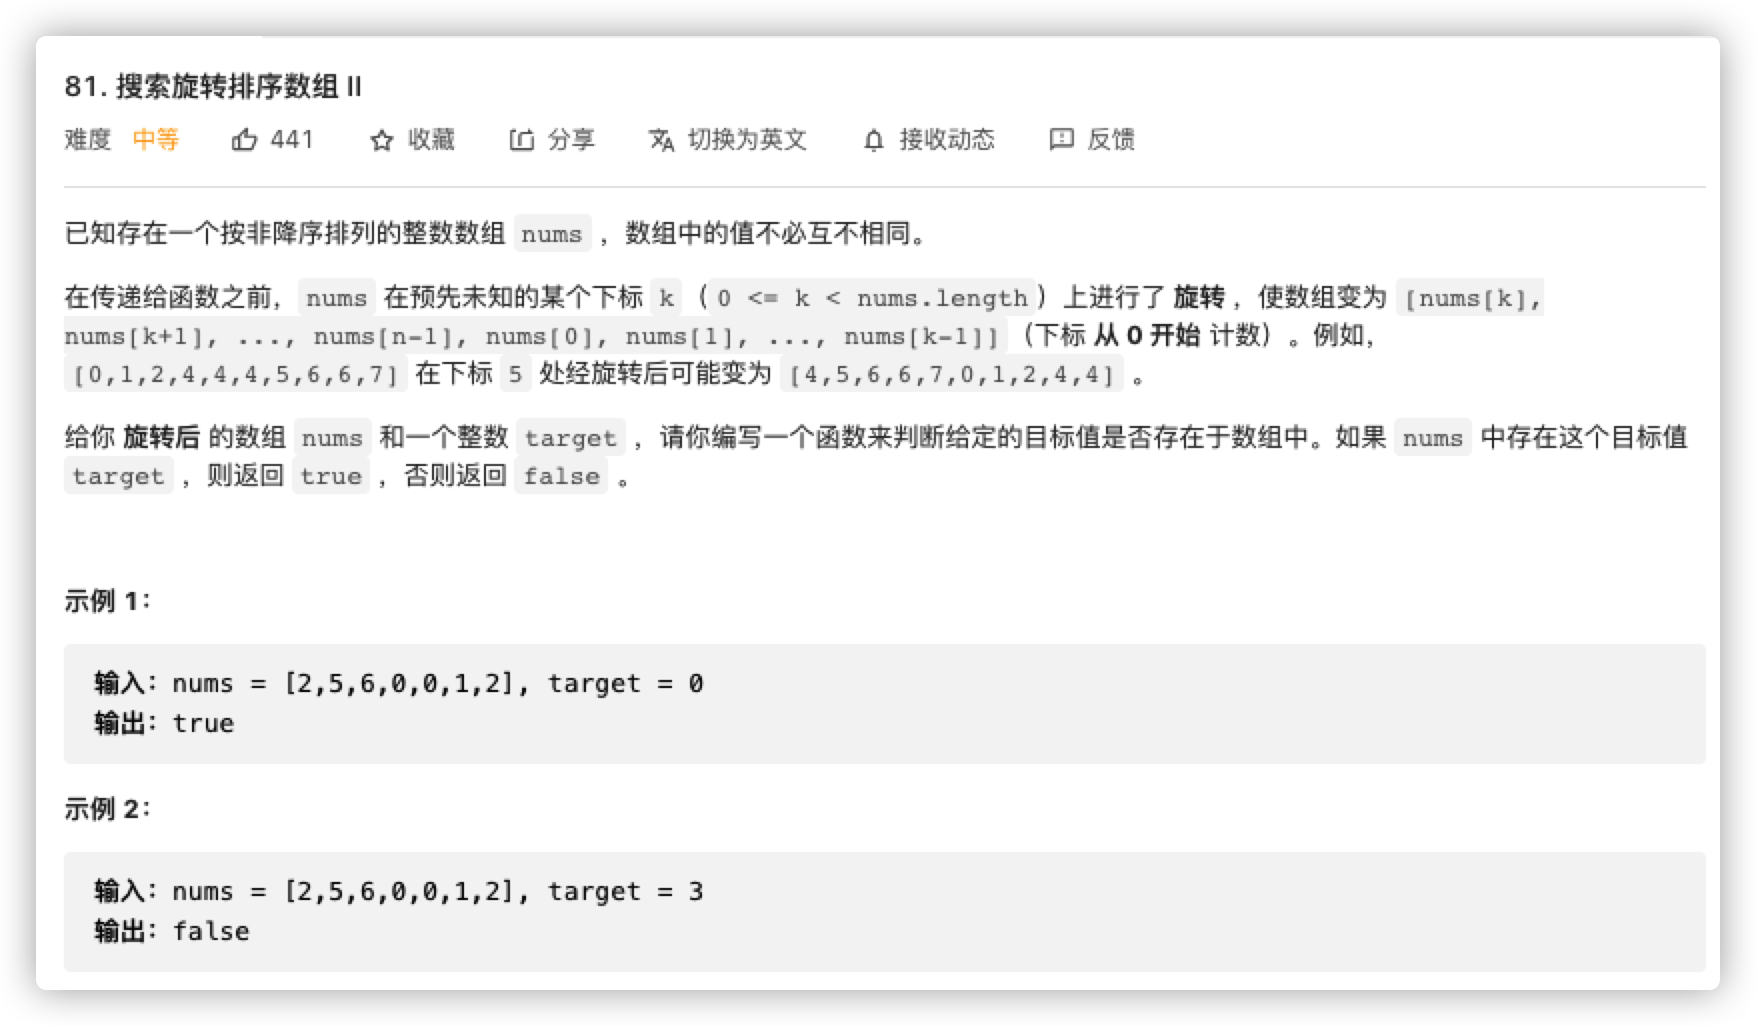 81. 搜索旋转排序数组 II
难度 中等 441 收藏 分享 切换为英文 接收动态 反馈
已知存在一个按非降序排列的整数数组 nums ，数组中的值不必互不相同。
在传递给函数之前，nums 在预先未知的某个下标 k（0 <= k < nums.length）上进行了 旋转 ，使数组变为 [nums[k],
nums[k+1], ..., nums[n-1], nums[0], nums[1], ..., nums[k-1]]（下标 从 0 开始 计数）。例如，
[0,1,2,4,4,4,5,6,6,7] 在下标 5 处经旋转后可能变为 [4,5,6,6,7,0,1,2,4,4] 。
给你 旋转后 的数组 nums 和一个整数 target ，请你编写一个函数来判断给定的目标值是否存在于数组中。如果 nums 中存在这个目标值
target ，则返回 true ，否则返回 false 。
示例 1：
输入：nums = [2,5,6,0,0,1,2], target = 0
输出：true
示例 2：
输入：nums = [2,5,6,0,0,1,2], target = 3
输出：false